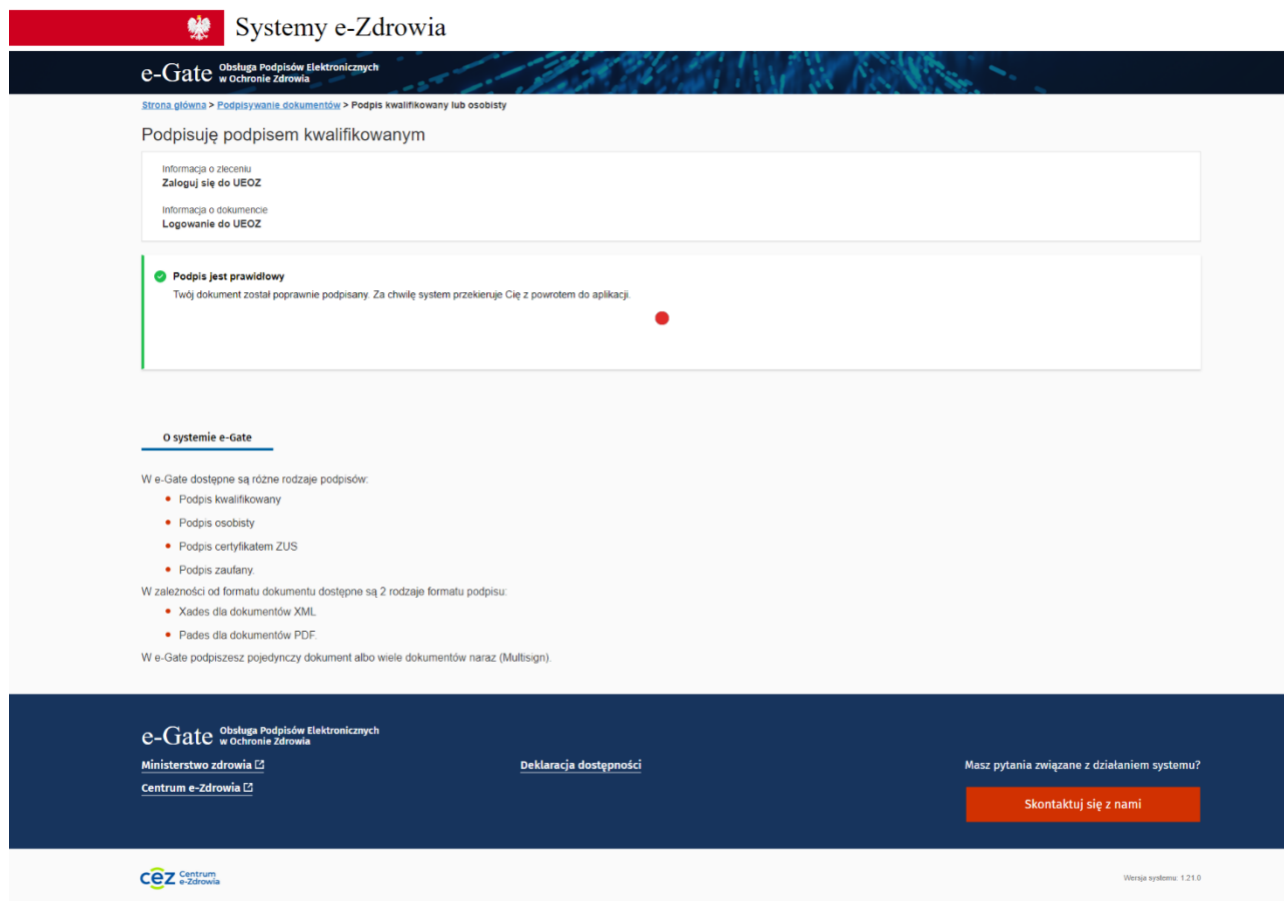 Systemy e-Zdrowia
e-Gate Obsługa Podpisów Elektronicznych
w Ochronie Zdrowia
Strona główna > Podpisywanie dokumentów > Podpis kwalifikowany lub osobisty
Podpisuję podpisem kwalifikowanym
Informacja o zleceniu
Zaloguj się do UEOZ
Informacja o dokumencie
Logowanie do UEOZ
Podpis jest prawidłowy
Twój dokument został poprawnie podpisany. Za chwilę system przekieruje Cię z powrotem do aplikacji.
O systemie e-Gate
W e-Gate dostępne są różne rodzaje podpisów:
Podpis kwalifikowany
Podpis osobisty
Podpis certyfikatem ZUS
Podpis zaufany.
W zależności od formatu dokumentu dostępne są 2 rodzaje formatu podpisu:
Xades dla dokumentów XML
Pades dla dokumentów PDF.
W e-Gate podpiszesz pojedynczy dokument albo wiele dokumentów naraz (Multisign).
e-Gate Obsługa Podpisów Elektronicznych
w Ochronie Zdrowia
Ministerstwo zdrowia
Deklaracja dostępności
Masz pytania związane z działaniem systemu?
Centrum e-Zdrowia
Skontaktuj się z nami
cez Centrum
e-Zdrowia
Wersja systemu: 1.21.0